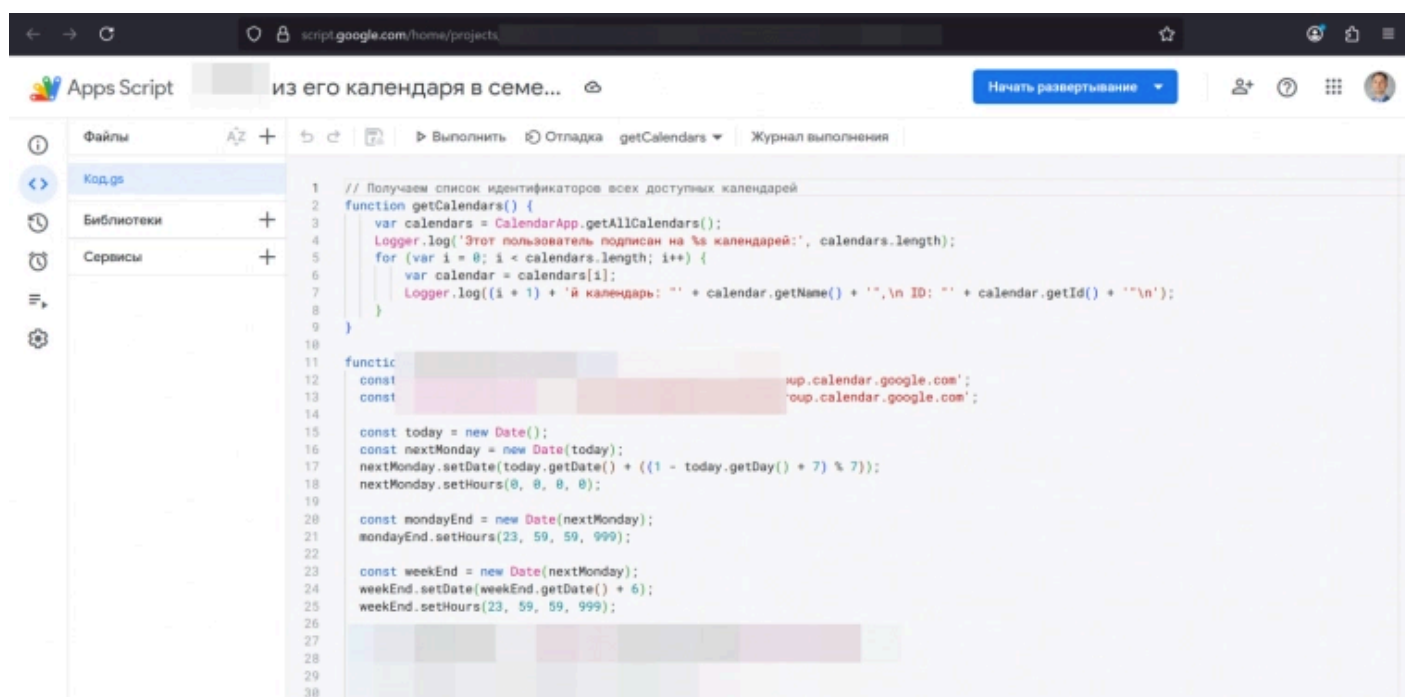 script.google.com/home/projects
Apps Script
из его календаря в семе...
Начать развертывание
Файлы
Выполнить
Отладка
getCalendars
Журнал выполнения
Код.gs
Библиотеки
Сервисы
1 // Получаем список идентификаторов всех доступных календарей
2 function getCalendars() {
3 var calendars = CalendarApp.getAllCalendars();
4 Logger.log('Этот пользователь подписан на %s календарей:', calendars.length);
5 for (var i = 0; i < calendars.length; i++) {
6 var calendar = calendars[i];
7 Logger.log((i + 1) + 'й календарь: "' + calendar.getName() + '",\n ID: "' + calendar.getId() + '"\n');
8 }
9 }
10
11 functic
12 const oup.calendar.google.com';
13 const roup.calendar.google.com';
14
15 const today = new Date();
16 const nextMonday = new Date(today);
17 nextMonday.setDate(today.getDate() + ((1 - today.getDay() + 7) % 7));
18 nextMonday.setHours(0, 0, 0, 0);
19
20 const mondayEnd = new Date(nextMonday);
21 mondayEnd.setHours(23, 59, 59, 999);
22
23 const weekEnd = new Date(nextMonday);
24 weekEnd.setDate(weekEnd.getDate() + 6);
25 weekEnd.setHours(23, 59, 59, 999);
26
27
28
29
30